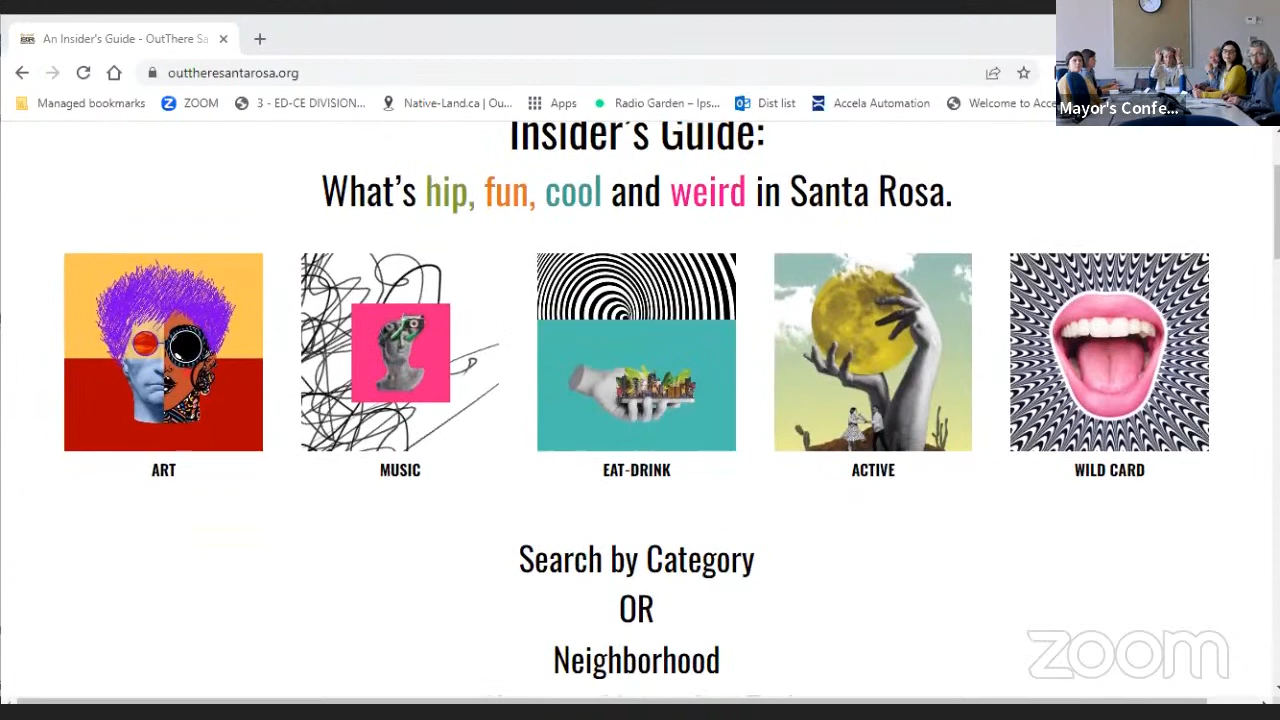 An Insider's Guide - OutThere Sa
outtheresantarosa.org
Managed bookmarks
ZOOM
3 - ED-CE DIVISION...
Native-Land.ca | Ou...
Apps
Radio Garden – Ips...
Dist list
Accela Automation
Welcome to Acce
Mayor's Confe...
Insider's Guide:
What's hip, fun, cool and weird in Santa Rosa.
ART
MUSIC
EAT-DRINK
ACTIVE
WILD CARD
Search by Category
OR
Neighborhood
zoom